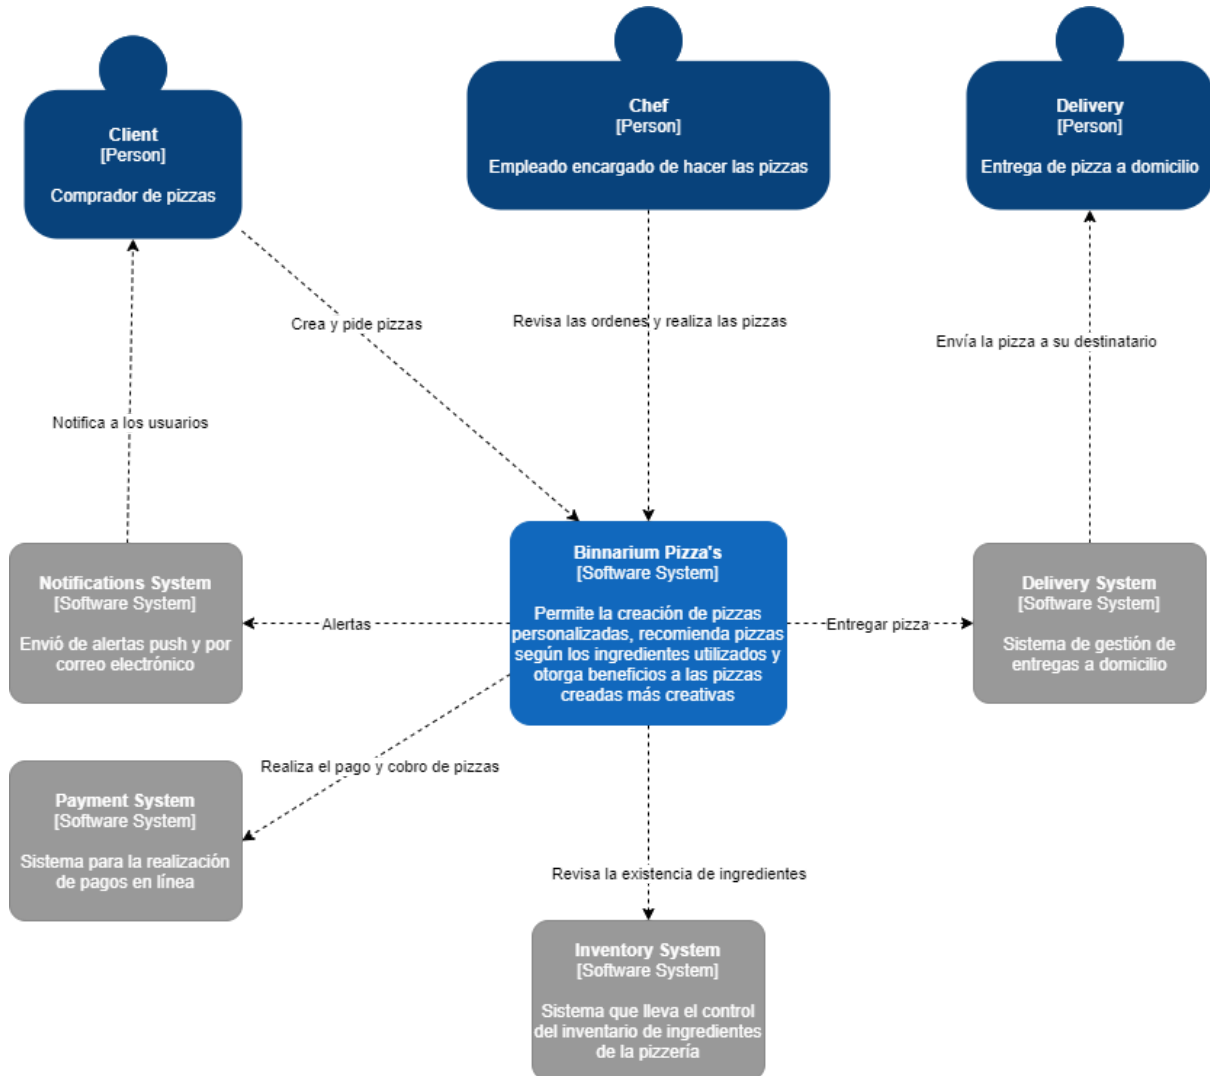 Client
[Person]
Comprador de pizzas
Chef
[Person]
Empleado encargado de hacer las pizzas
Delivery
[Person]
Entrega de pizza a domicilio
Crea y pide pizzas
Revisa las ordenes y realiza las pizzas
Envía la pizza a su destinatario
Notifica a los usuarios
Notifications System
[Software System]
Envió de alertas push y por
correo electrónico
Alertas
Binnarium Pizza's
[Software System]
Permite la creación de pizzas
personalizadas, recomienda pizzas
según los ingredientes utilizados y
otorga beneficios a las pizzas
creadas más creativas
Entregar pizza
Delivery System
[Software System]
Sistema de gestión de
entregas a domicilio
Realiza el pago y cobro de pizzas
Payment System
[Software System]
Sistema para la realización
de pagos en línea
Revisa la existencia de ingredientes
Inventory System
[Software System]
Sistema que lleva el control
del inventario de ingredientes
de la pizzería